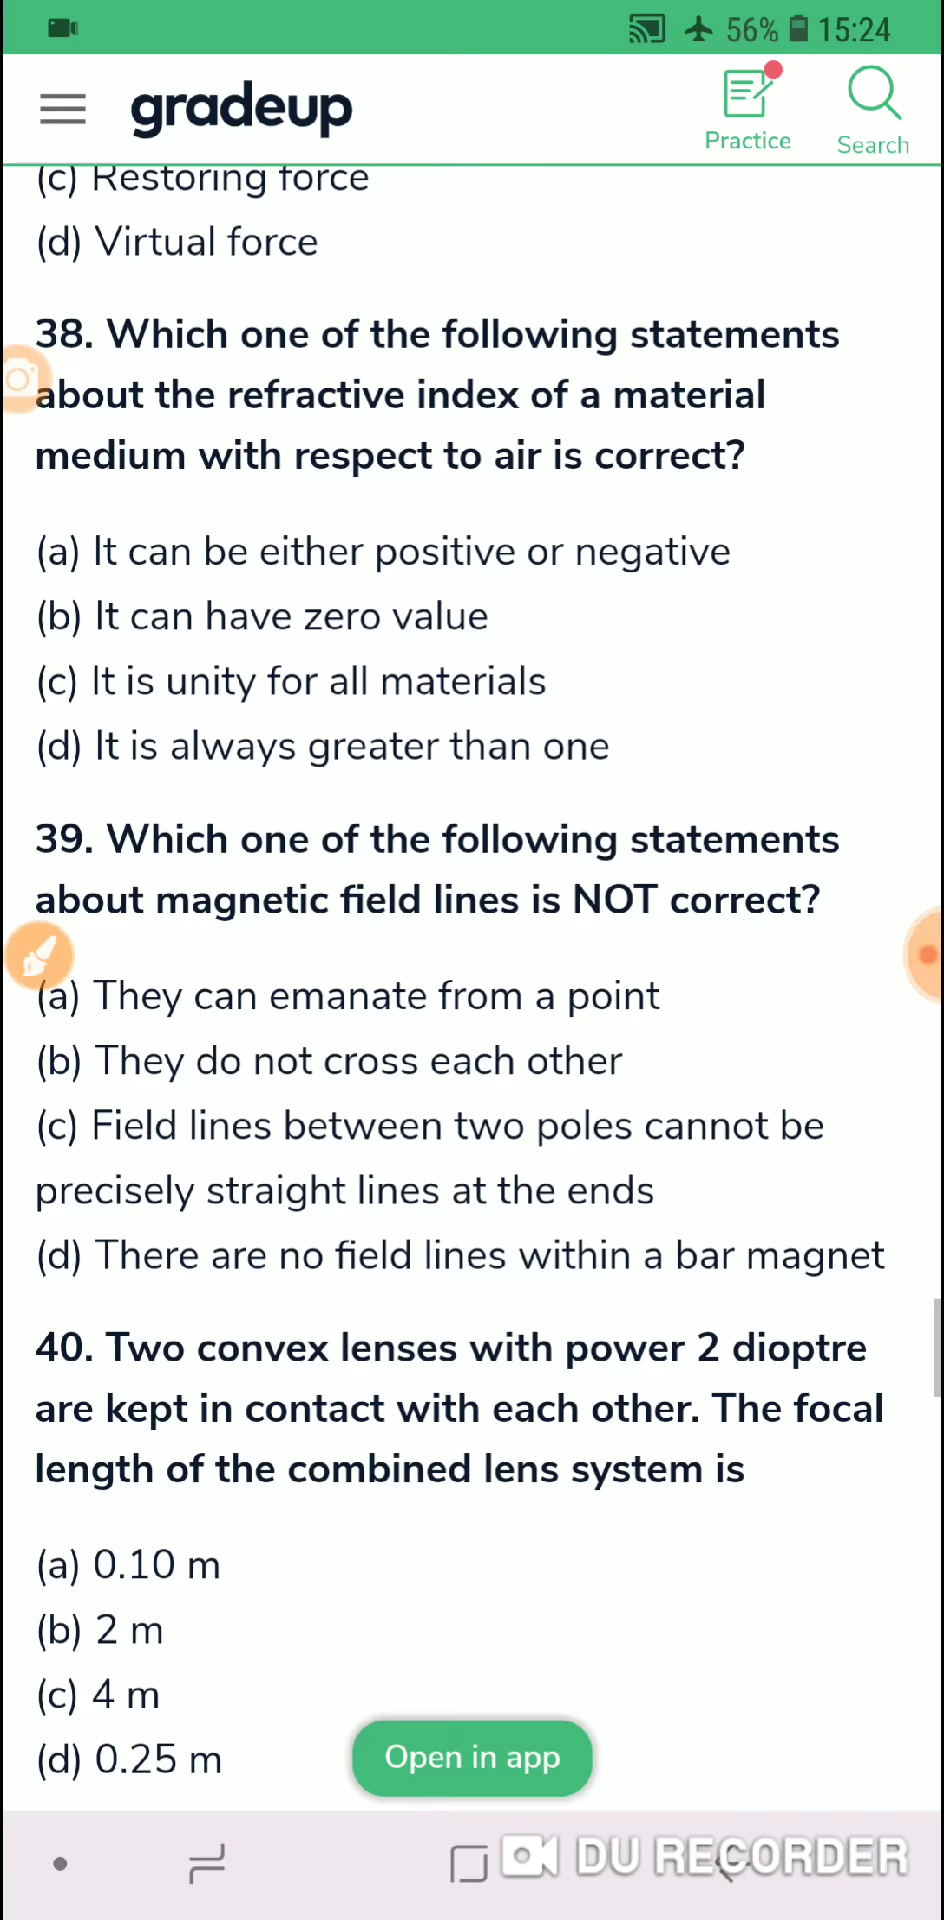 56% 15:24
gradeup
Practice
Search
(c) Restoring force
(d) Virtual force
38. Which one of the following statements
about the refractive index of a material
medium with respect to air is correct?
(a) It can be either positive or negative
(b) It can have zero value
(c) It is unity for all materials
(d) It is always greater than one
39. Which one of the following statements
about magnetic field lines is NOT correct?
(a) They can emanate from a point
(b) They do not cross each other
(c) Field lines between two poles cannot be
precisely straight lines at the ends
(d) There are no field lines within a bar magnet
40. Two convex lenses with power 2 dioptre
are kept in contact with each other. The focal
length of the combined lens system is
(a) 0.10 m
(b) 2 m
(c) 4 m
(d) 0.25 m
Open in app
DU RECORDER